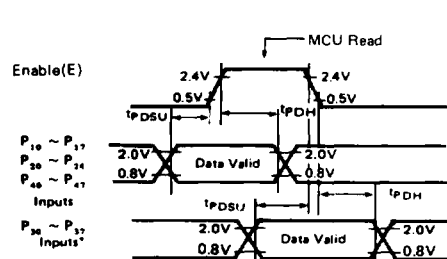 MCU Read
Enable(E)
2.4V
2.4V
0.5V
0.5V
tPDSU
tPDH
P10 ~ P17
P20 ~ P24
P40 ~ P47
Inputs
2.0V
0.8V
Data Valid
2.0V
0.8V
tPDSU
tPDH
P30 ~ P37
Inputs*
2.0V
0.8V
Data Valid
2.0V
0.8V